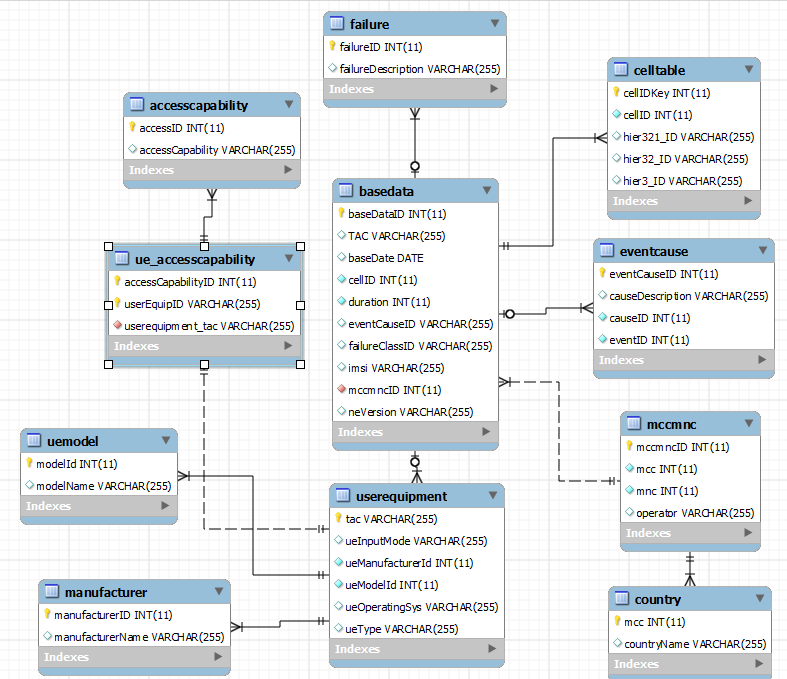 failure
failureID INT(11)
failureDescription VARCHAR(255)
Indexes
celltable
cellIDKey INT(11)
cellID INT(11)
hier321_ID VARCHAR(255)
hier32_ID VARCHAR(255)
hier3_ID VARCHAR(255)
Indexes
accesscapability
accessID INT(11)
accessCapability VARCHAR(255)
Indexes
basedata
baseDataID INT(11)
TAC VARCHAR(255)
baseDate DATE
cellID INT(11)
duration INT(11)
eventCauseID VARCHAR(255)
failureClassID VARCHAR(255)
imsi VARCHAR(255)
mccmncID INT(11)
neVersion VARCHAR(255)
Indexes
ue_accesscapability
accessCapabilityID INT(11)
userEquipID VARCHAR(255)
userequipment_tac VARCHAR(255)
Indexes
eventcause
eventCauseID INT(11)
causeDescription VARCHAR(255)
causeID INT(11)
eventID INT(11)
Indexes
mccmnc
mccmncID INT(11)
mcc INT(11)
mnc INT(11)
operator VARCHAR(255)
Indexes
uemodel
modelId INT(11)
modelName VARCHAR(255)
Indexes
userequipment
tac VARCHAR(255)
ueInputMode VARCHAR(255)
ueManufacturerId INT(11)
ueModelId INT(11)
ueOperatingSys VARCHAR(255)
ueType VARCHAR(255)
Indexes
manufacturer
manufacturerID INT(11)
manufacturerName VARCHAR(255)
Indexes
country
mcc INT(11)
countryName VARCHAR(255)
Indexes